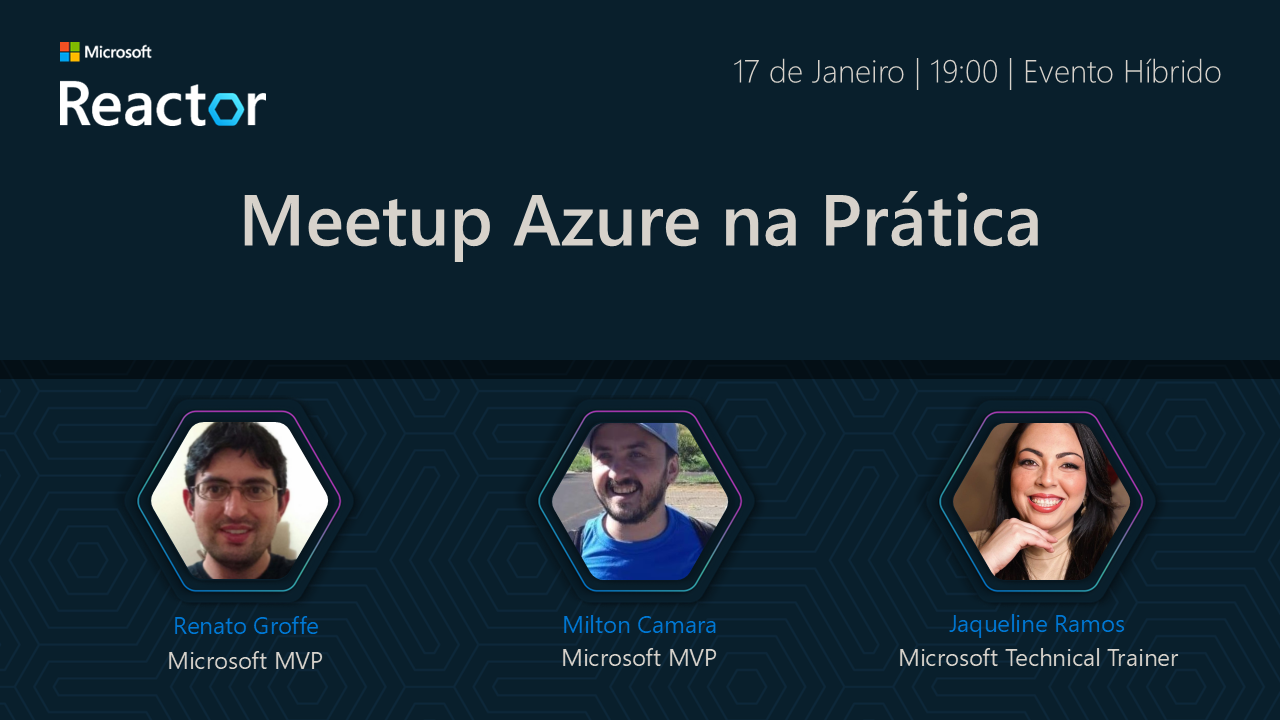 Microsoft
Reactor
17 de Janeiro | 19:00 | Evento Híbrido
Meetup Azure na Prática
Renato Groffe
Microsoft MVP
Milton Camara
Microsoft MVP
Jaqueline Ramos
Microsoft Technical Trainer